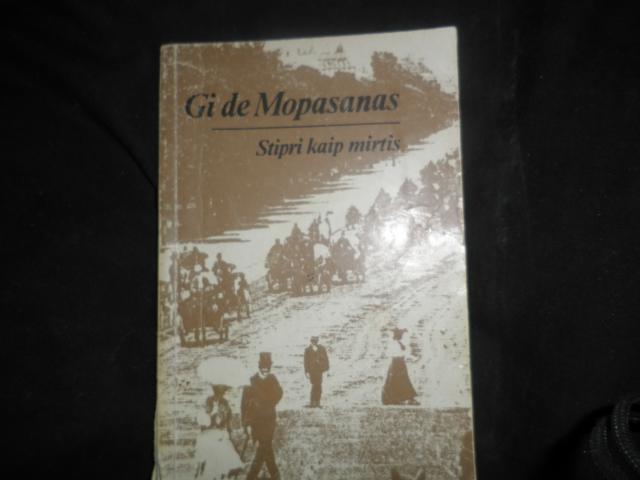 Gi de Mopasanas
Stipri kaip mirtis